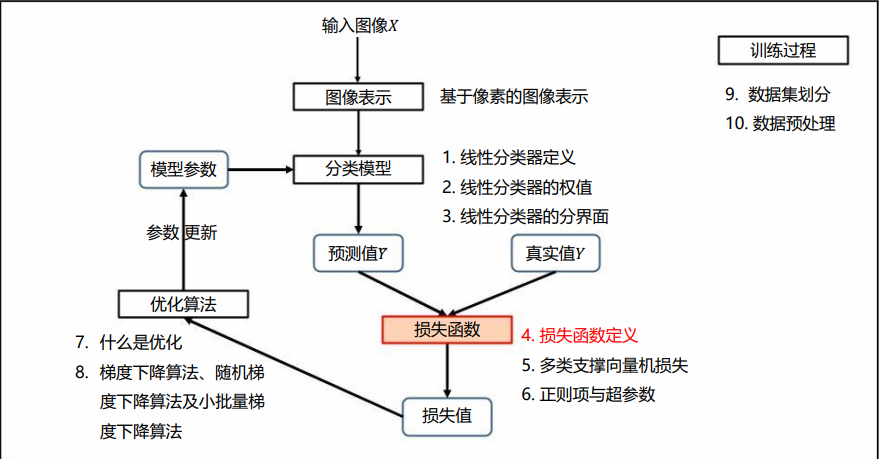 输入图像X
训练过程
图像表示
基于像素的图像表示
9. 数据集划分
10. 数据预处理
模型参数
分类模型
1. 线性分类器定义
2. 线性分类器的权值
3. 线性分类器的分界面
参数 更新
预测值Ȳ
真实值Y
优化算法
损失函数
4. 损失函数定义
5. 多类支撑向量机损失
6. 正则项与超参数
7. 什么是优化
8. 梯度下降算法、随机梯
度下降算法及小批量梯
度下降算法
损失值